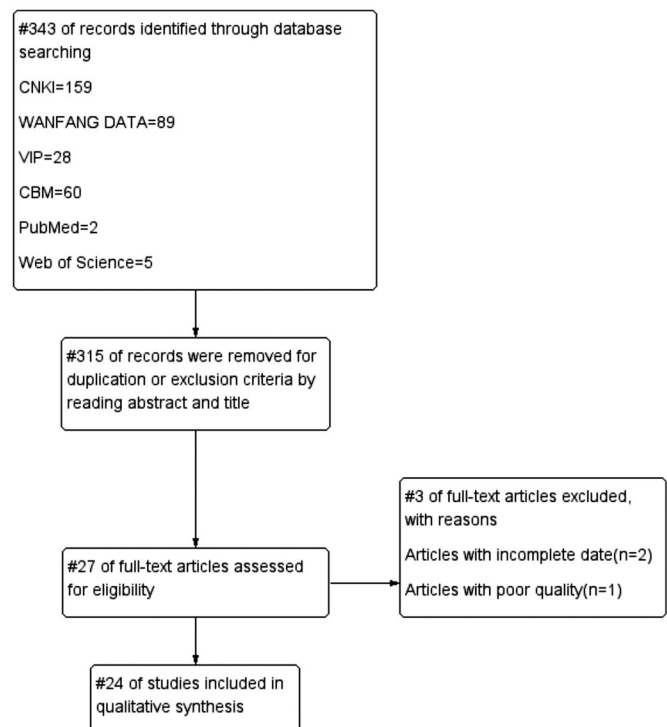 #343 of records identified through database
searching
CNKI=159
WANFANG DATA=89
VIP=28
CBM=60
PubMed=2
Web of Science=5
#315 of records were removed for
duplication or exclusion criteria by
reading abstract and title
#3 of full-text articles excluded,
with reasons
Articles with incomplete date(n=2)
Articles with poor quality(n=1)
#27 of full-text articles assessed
for eligibility
#24 of studies included in
qualitative synthesis